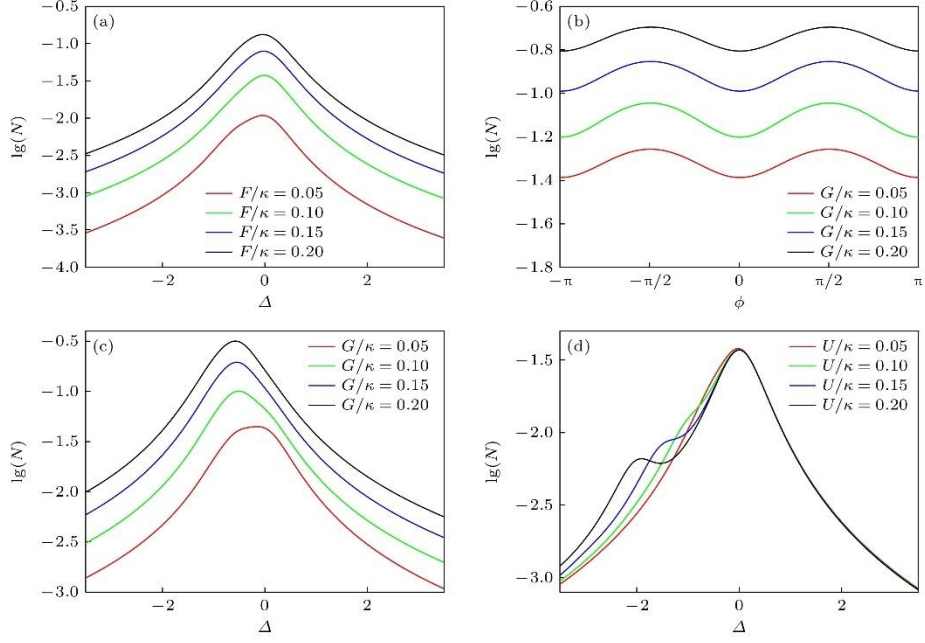 (a)
−0.5
−1.0
−1.5
−2.0
−2.5
−3.0
−3.5
−4.0
lg(N)
F/κ = 0.05
F/κ = 0.10
F/κ = 0.15
F/κ = 0.20
−2
0
2
Δ
(b)
−0.6
−0.8
−1.0
−1.2
−1.4
−1.6
−1.8
lg(N)
G/κ = 0.05
G/κ = 0.10
G/κ = 0.15
G/κ = 0.20
−π
−π/2
0
π/2
π
ϕ
(c)
−0.5
−1.0
−1.5
−2.0
−2.5
−3.0
lg(N)
G/κ = 0.05
G/κ = 0.10
G/κ = 0.15
G/κ = 0.20
−2
0
2
Δ
(d)
−1.5
−2.0
−2.5
−3.0
lg(N)
U/κ = 0.05
U/κ = 0.10
U/κ = 0.15
U/κ = 0.20
−2
0
2
Δ